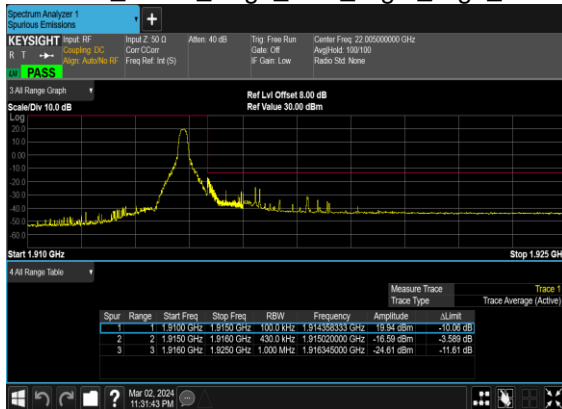 Spectrum Analyzer 1
Spurious Emissions
+
KEYSIGHT Input: RF Input Z: 50 Ω Atten: 40 dB Trig: Free Run Center Freq: 22.005000000 GHz
R T Coupling: DC Corr CCorr Gate: Off Avg|Hold: 100/100
Align: Auto/No RF Freq Ref: Int (S) IF Gain: Low Radio Std: None
PASS
3 All Range Graph
Scale/Div 10.0 dB Ref Lvl Offset 8.00 dB
Ref Value 30.00 dBm
Log
20.0
10.0
0.00
-10.0
-20.0
-30.0
-40.0
-50.0
-60.0
Start 1.910 GHz Stop 1.925 GH
4 All Range Table
Measure Trace Trace 1
Trace Type Trace Average (Active)
Spur Range Start Freq Stop Freq RBW Frequency Amplitude ΔLimit
1 1 1.9100 GHz 1.9150 GHz 100.0 kHz 1.914358333 GHz 19.94 dBm -10.06 dB
2 2 1.9150 GHz 1.9160 GHz 430.0 kHz 1.915020000 GHz -16.59 dBm -3.589 dB
3 3 1.9160 GHz 1.9250 GHz 1.000 MHz 1.916345000 GHz -24.61 dBm -11.61 dB
? Mar 02, 2024
11:31:43 PM